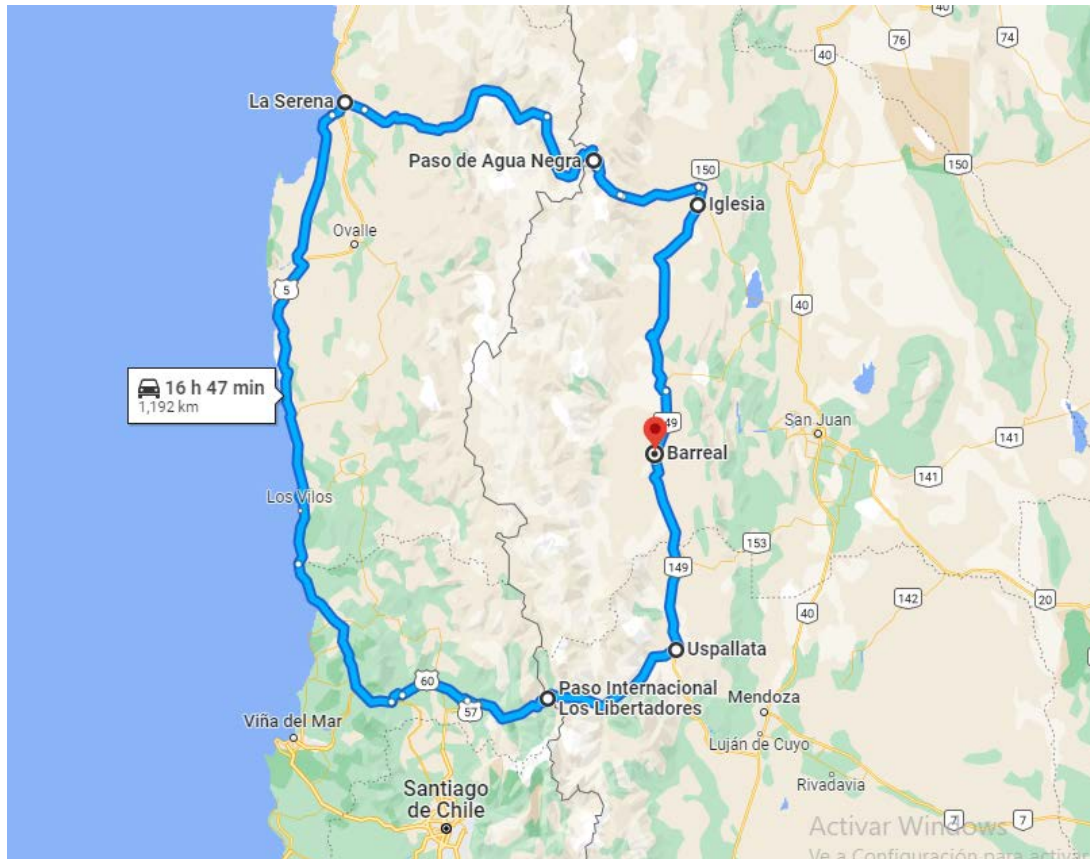 40
40
76
74
La Serena
Paso de Agua Negra
150
150
Iglesia
Ovalle
5
40
40
16 h 47 min
1,192 km
San Juan
149
Barreal
141
141
Los Vilos
153
149
142
40
20
Uspallata
Paso Internacional
Los Libertadores
60
57
Mendoza
Viña del Mar
Luján de Cuyo
Rivadavia
Santiago
de Chile
7
7
Activar Windows
Ve a Configuración para activar